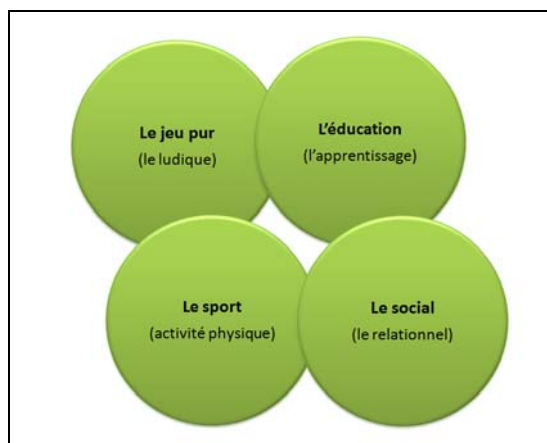 Le jeu pur
(le ludique)
L'éducation
(l'apprentissage)
Le sport
(activité physique)
Le social
(le relationnel)